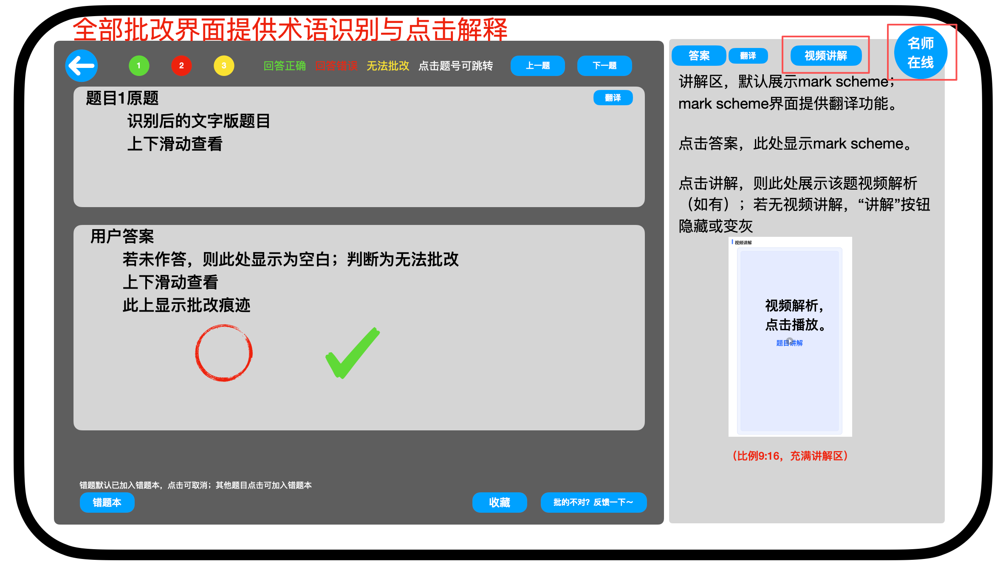 全部批改界面提供术语识别与点击解释
1
2
3
回答正确 回答错误 无法批改 点击题号可跳转
上一题
下一题
题目1原题
翻译
识别后的文字版题目
上下滑动查看
用户答案
若未作答，则此处显示为空白；判断为无法批改
上下滑动查看
此上显示批改痕迹
错题默认已加入错题本，点击可取消；其他题目点击可加入错题本
错题本
收藏
批的不对？反馈一下～
答案
翻译
视频讲解
名师
在线
讲解区，默认展示mark scheme；
mark scheme界面提供翻译功能。
点击答案，此处显示mark scheme。
点击讲解，则此处展示该题视频解析
（如有）；若无视频讲解，“讲解”按钮
隐藏或变灰
视频讲解
视频解析，
点击播放。
题目讲解
（比例9:16，充满讲解区）